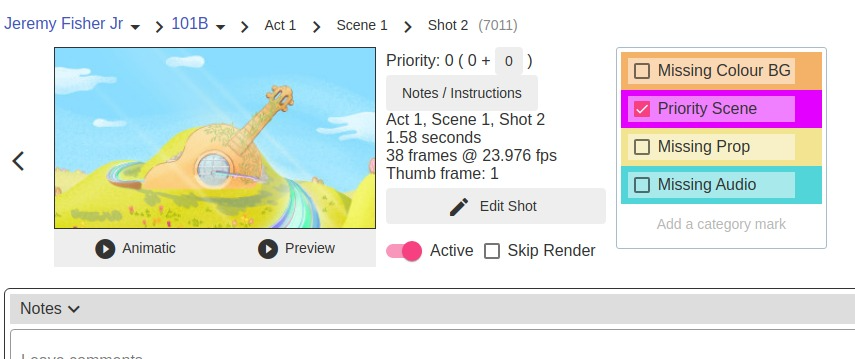 Jeremy Fisher Jr 101B Act 1 Scene 1 Shot 2 (7011)
Priority: 0 ( 0 + 0 )
Notes / Instructions
Act 1, Scene 1, Shot 2
1.58 seconds
38 frames @ 23.976 fps
Thumb frame: 1
Edit Shot
Animatic Preview
Active Skip Render
Missing Colour BG
Priority Scene
Missing Prop
Missing Audio
Add a category mark
Notes
Leave comments